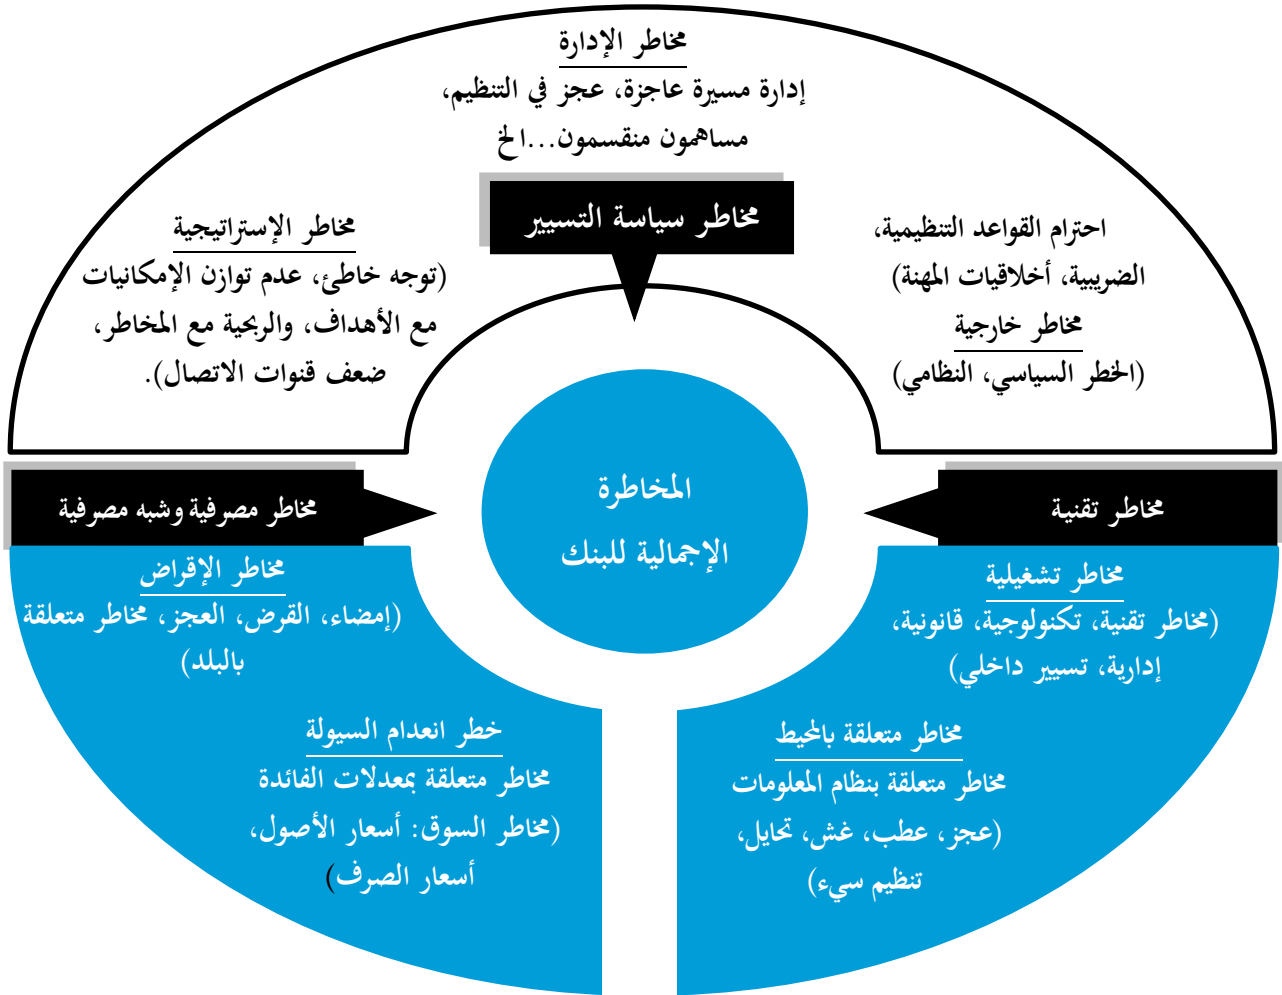 مخاطر الإدارة
إدارة مسيرة عاجزة، عجز في التنظيم،
مساهمون منقسمون...الخ
مخاطر سياسة التسيير
احترام القواعد التنظيمية،
الضريبية، أخلاقيات المهنة)
مخاطر خارجية
(الخطر السياسي، النظامي)
مخاطر الإستراتيجية
(توجه خاطئ، عدم توازن الإمكانيات
مع الأهداف، والربحية مع المخاطر،
ضعف قنوات الاتصال).
المخاطرة
الإجمالية للبنك
مخاطر تقنية
مخاطر تشغيلية
(مخاطر تقنية، تكنولوجية، قانونية،
إدارية، تسيير داخلي)
مخاطر متعلقة بالمحيط
مخاطر متعلقة بنظام المعلومات
(عجز، عطب، غش، تحايل،
تنظيم سيء)
مخاطر مصرفية وشبه مصرفية
مخاطر الإقراض
(إمضاء، القرض، العجز، مخاطر متعلقة
بالبلد)
خطر انعدام السيولة
مخاطر متعلقة بمعدلات الفائدة
(مخاطر السوق: أسعار الأصول،
أسعار الصرف)